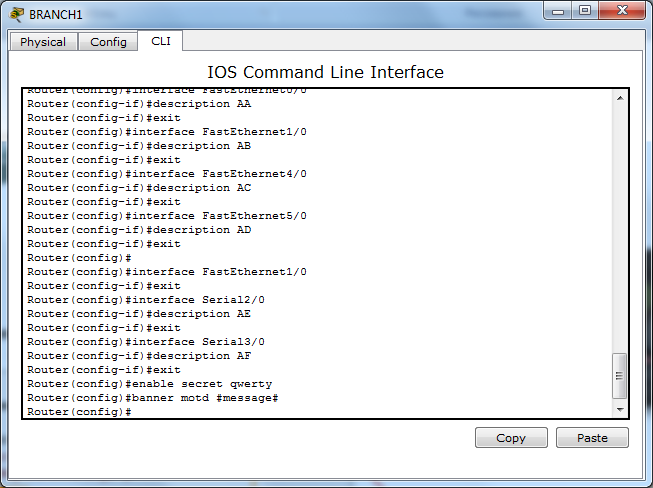 BRANCH1
Physical Config CLI
IOS Command Line Interface
Router(config)#interface FastEthernet0/0
Router(config-if)#description AA
Router(config-if)#exit
Router(config)#interface FastEthernet1/0
Router(config-if)#description AB
Router(config-if)#exit
Router(config)#interface FastEthernet4/0
Router(config-if)#description AC
Router(config-if)#exit
Router(config)#interface FastEthernet5/0
Router(config-if)#description AD
Router(config-if)#exit
Router(config)#
Router(config)#interface FastEthernet1/0
Router(config-if)#exit
Router(config)#interface Serial2/0
Router(config-if)#description AE
Router(config-if)#exit
Router(config)#interface Serial3/0
Router(config-if)#description AF
Router(config-if)#exit
Router(config)#enable secret qwerty
Router(config)#banner motd #message#
Router(config)#
Copy Paste